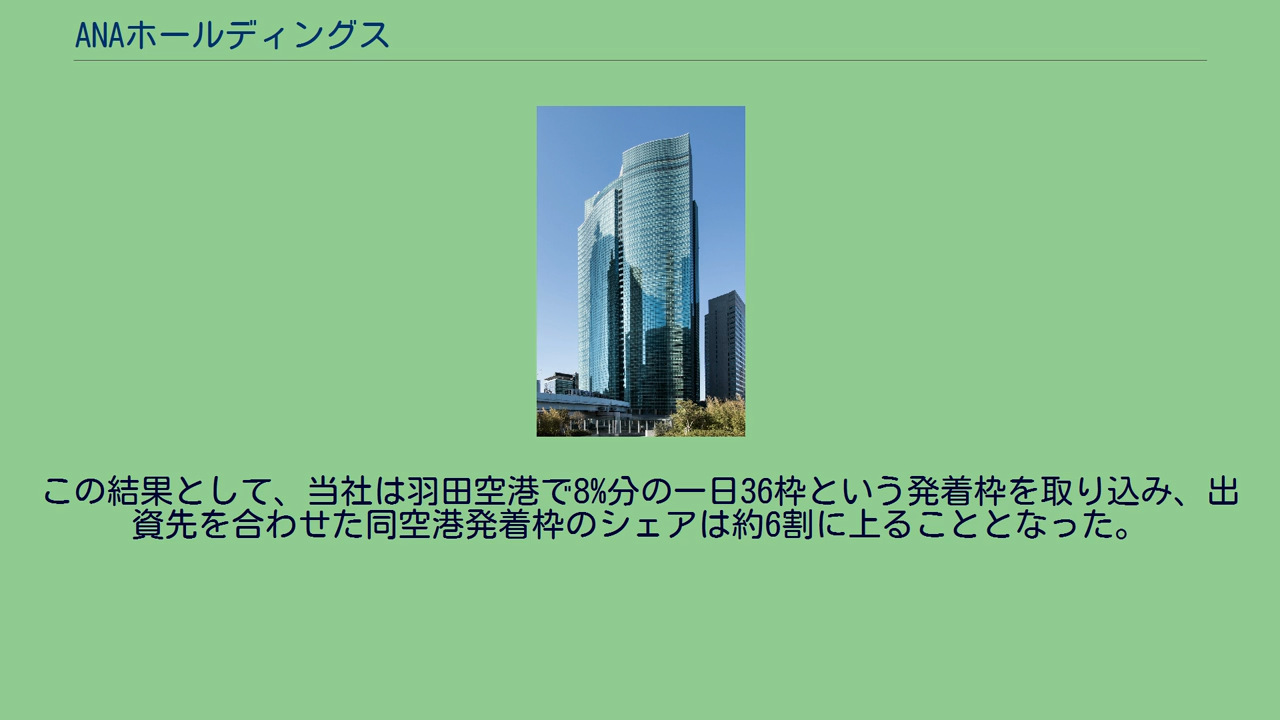 ANAホールディングス
この結果として、当社は羽田空港で8%分の一日36枠という発着枠を取り込み、出
資先を合わせた同空港発着枠のシェアは約6割に上ることとなった。